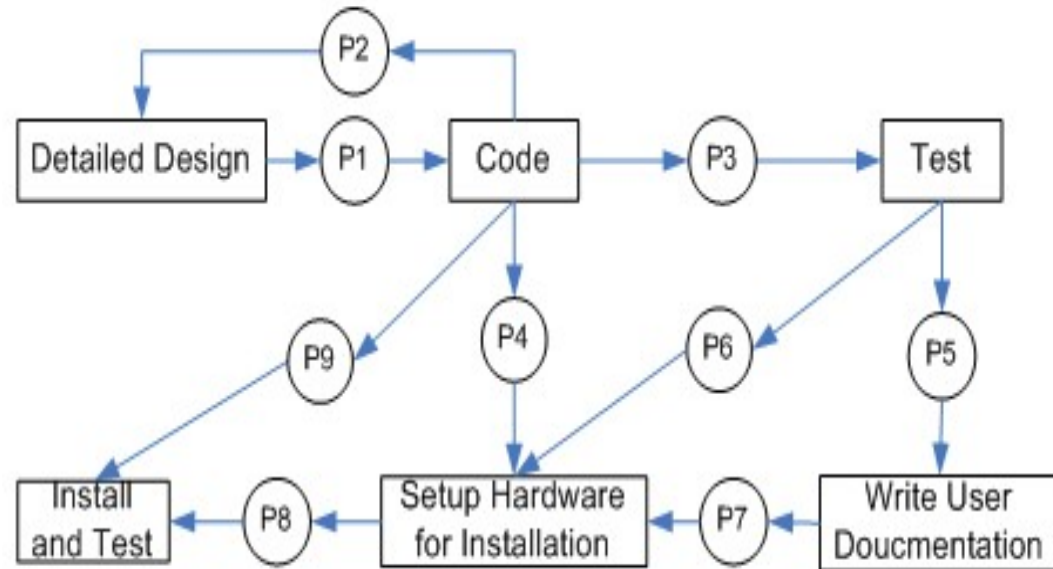 P2
Detailed Design
P1
Code
P3
Test
P9
P4
P6
P5
Install
and Test
P8
Setup Hardware
for Installation
P7
Write User
Doucmentation